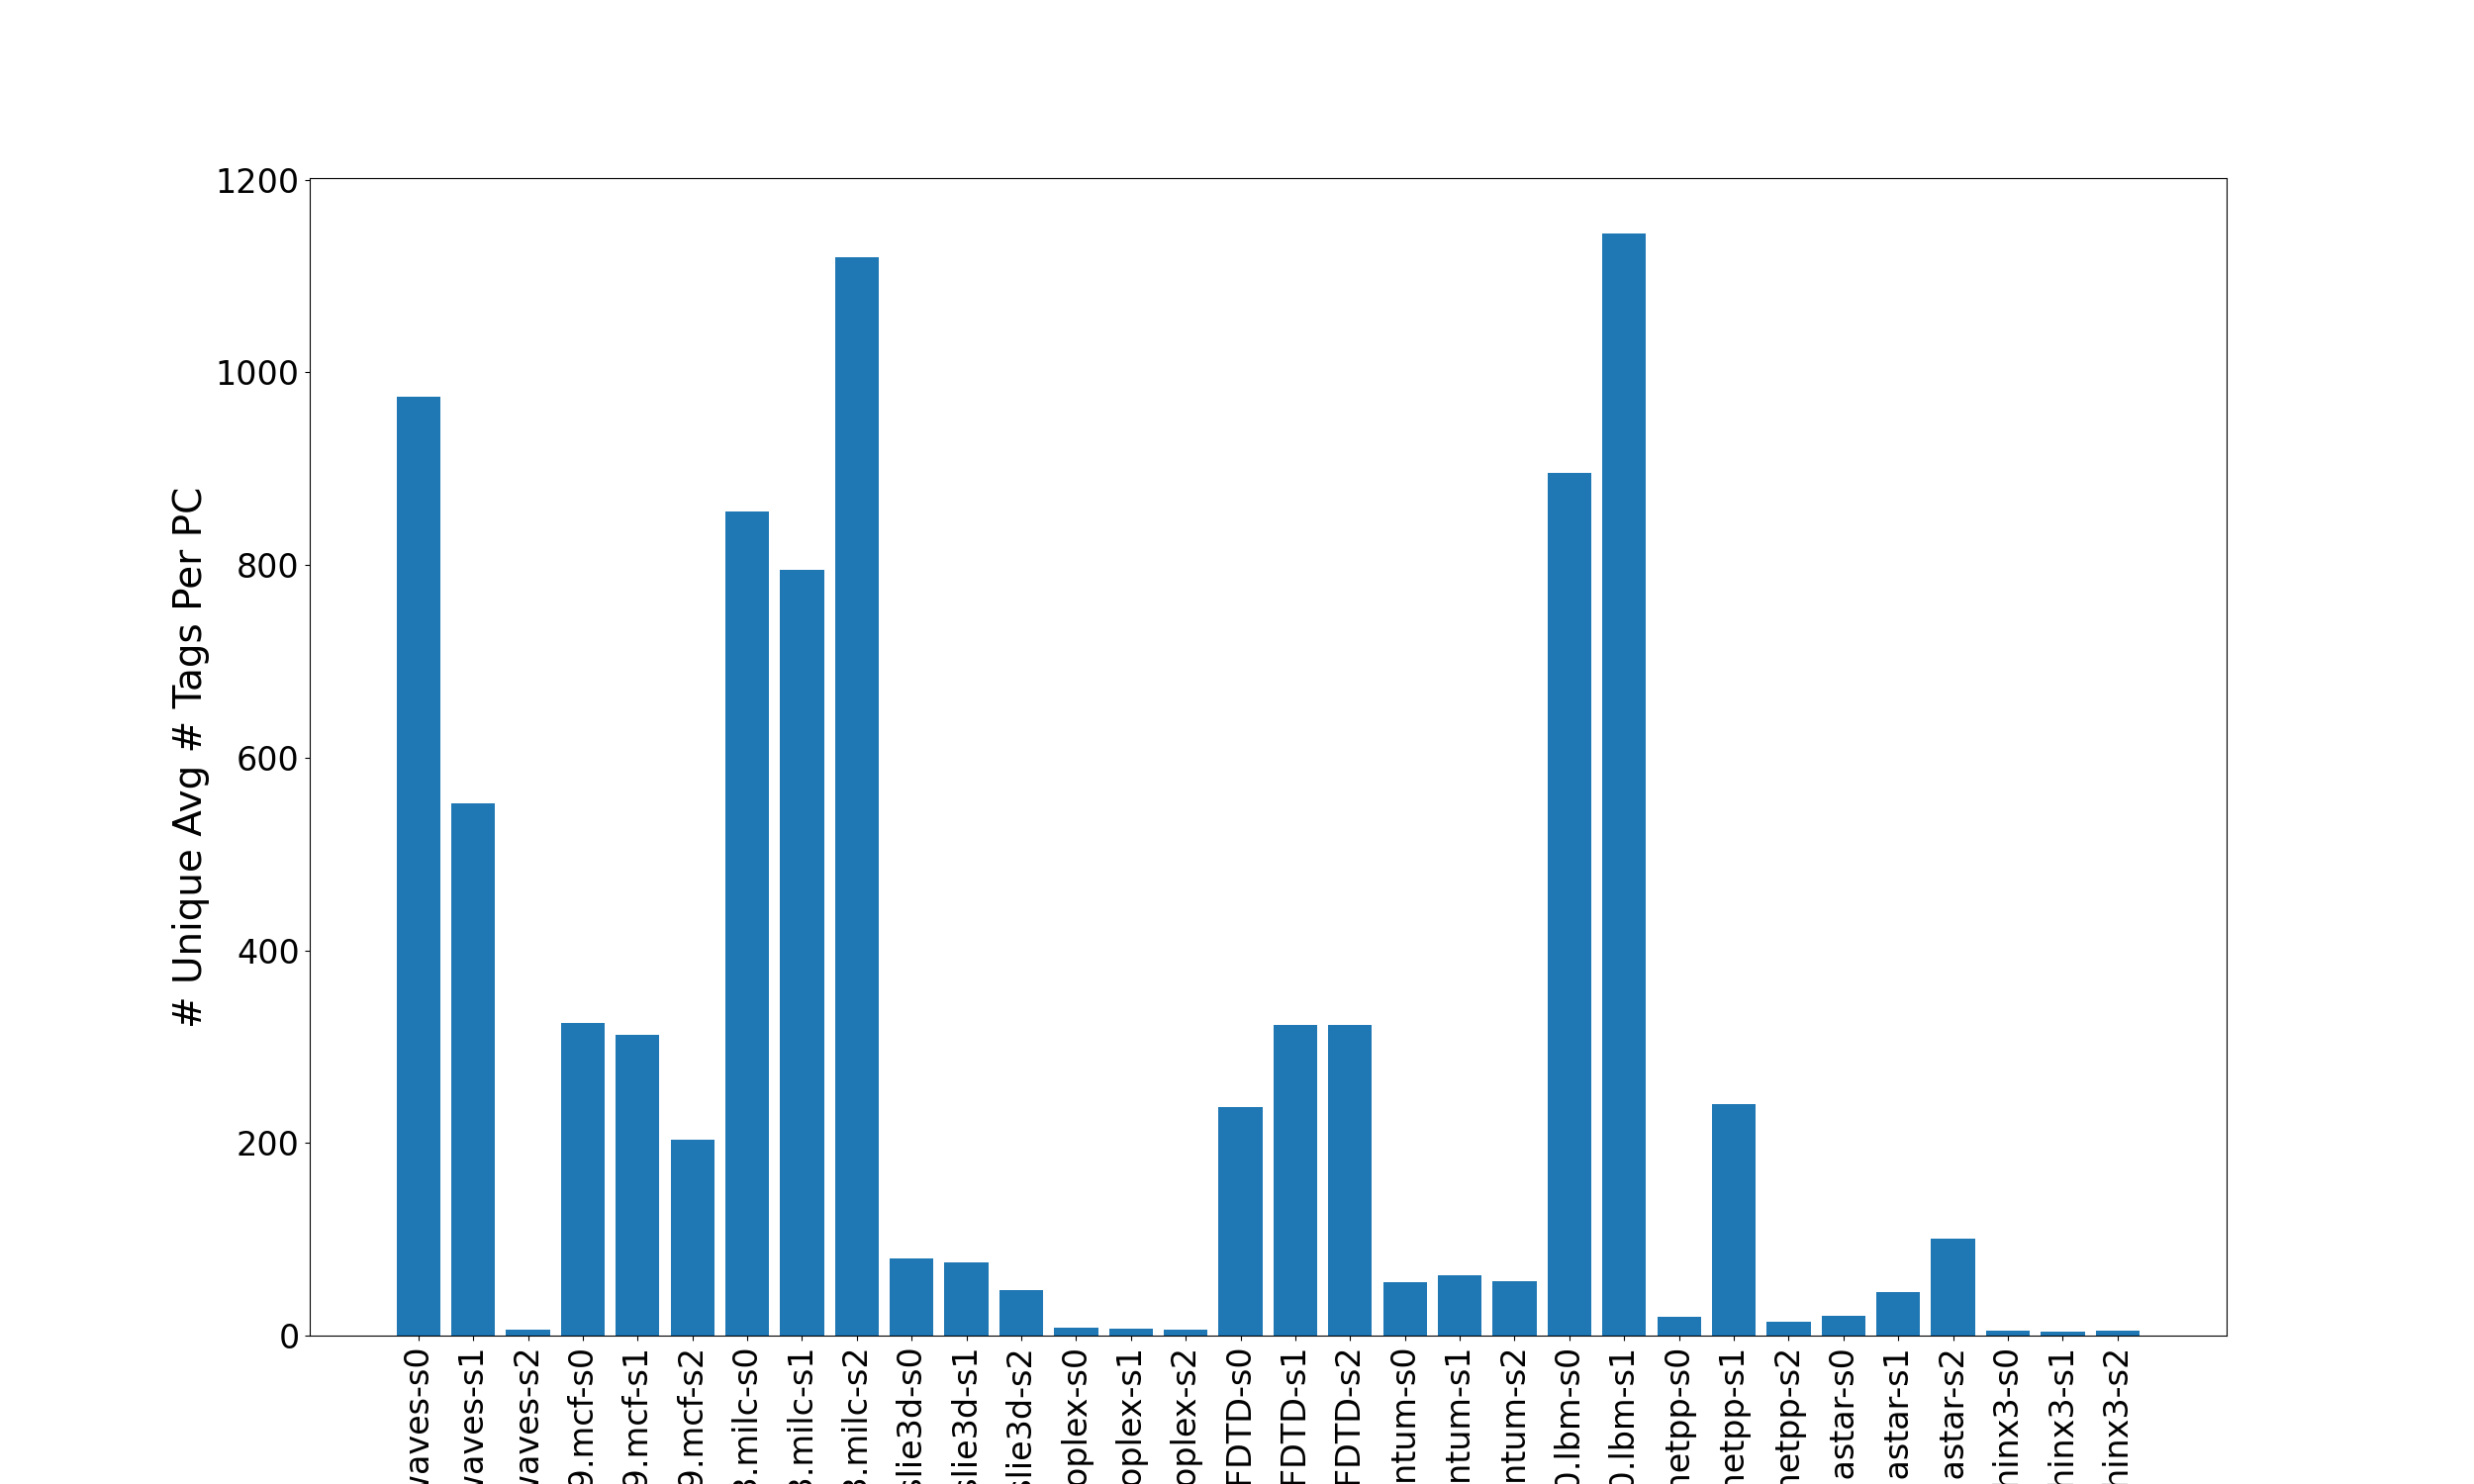 # Unique Avg # Tags Per PC
1200
1000
800
600
400
200
0
waves-s0
waves-s1
waves-s2
9.mcf-s0
9.mcf-s1
9.mcf-s2
3.milc-s0
3.milc-s1
3.milc-s2
slie3d-s0
slie3d-s1
slie3d-s2
oplex-s0
oplex-s1
oplex-s2
FDTD-s0
FDTD-s1
FDTD-s2
ntum-s0
ntum-s1
ntum-s2
0.lbm-s0
0.lbm-s1
netpp-s0
netpp-s1
netpp-s2
astar-s0
astar-s1
astar-s2
hinx3-s0
hinx3-s1
hinx3-s2